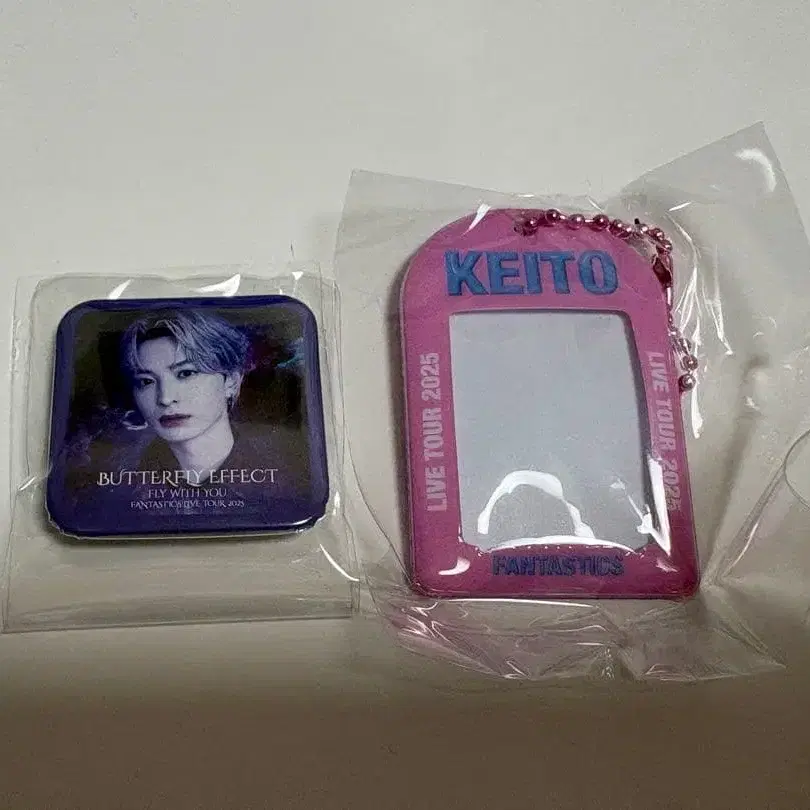 BUTTERFLY EFFECT
FLY WITH YOU
FANTASTICS LIVE TOUR 2025
KEITO
LIVE TOUR 2025
LIVE TOUR 2025
FANTASTICS